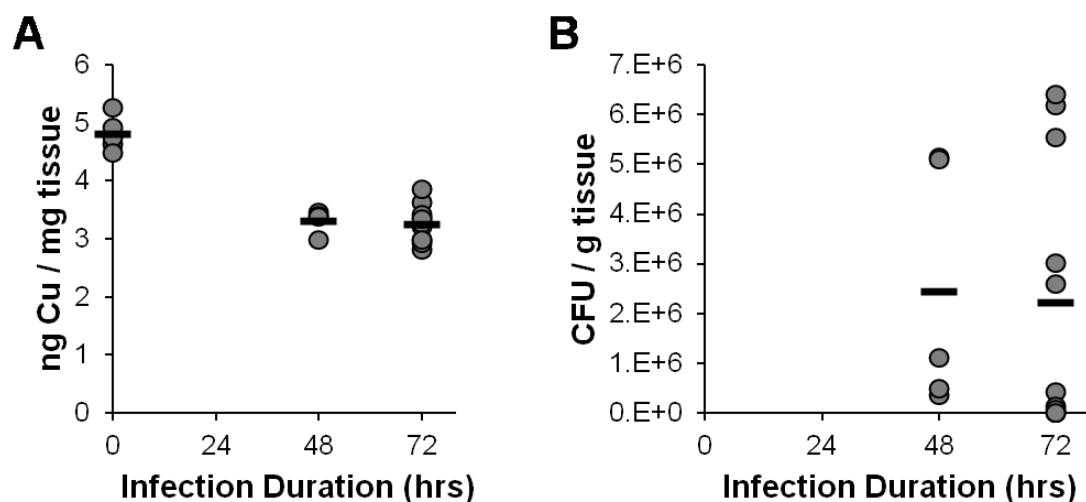 A
ng Cu / mg tissue
6
5
4
3
2
1
0
0 24 48 72
Infection Duration (hrs)
B
CFU / g tissue
7.E+6
6.E+6
5.E+6
4.E+6
3.E+6
2.E+6
1.E+6
0.E+0
0 24 48 72
Infection Duration (hrs)